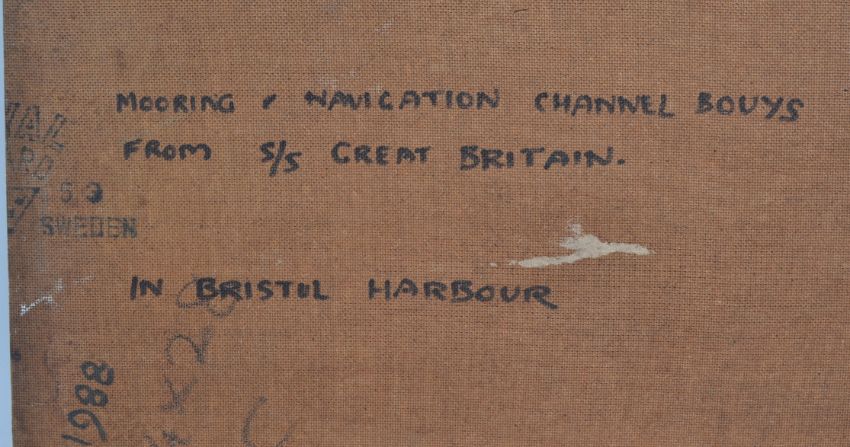 MOORING & NAVIGATION CHANNEL BOUYS
FROM S/S GREAT BRITAIN.
IN BRISTOL HARBOUR
SWEDEN
1988